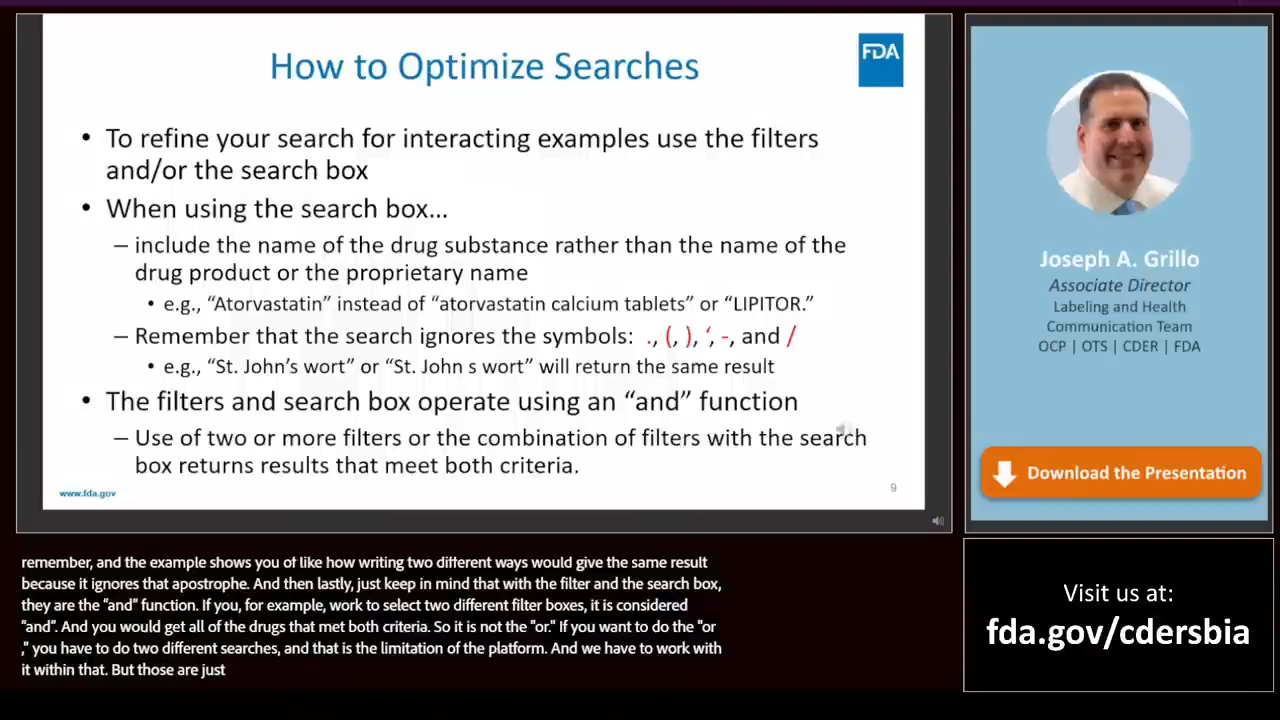 How to Optimize Searches
FDA
• To refine your search for interacting examples use the filters
and/or the search box
• When using the search box...
– include the name of the drug substance rather than the name of the
drug product or the proprietary name
• e.g., “Atorvastatin” instead of “atorvastatin calcium tablets” or “LIPITOR.”
– Remember that the search ignores the symbols: ., (, ), ‘, -, and /
• e.g., “St. John’s wort” or “St. John s wort” will return the same result
• The filters and search box operate using an “and” function
– Use of two or more filters or the combination of filters with the search
box returns results that meet both criteria.
www.fda.gov
9
Joseph A. Grillo
Associate Director
Labeling and Health
Communication Team
OCP | OTS | CDER | FDA
Download the Presentation
remember, and the example shows you of like how writing two different ways would give the same result
because it ignores that apostrophe. And then lastly, just keep in mind that with the filter and the search box,
they are the “and” function. If you, for example, work to select two different filter boxes, it is considered
“and”. And you would get all of the drugs that met both criteria. So it is not the "or." If you want to do the "or
," you have to do two different searches, and that is the limitation of the platform. And we have to work with
it within that. But those are just
Visit us at:
fda.gov/cdersbia